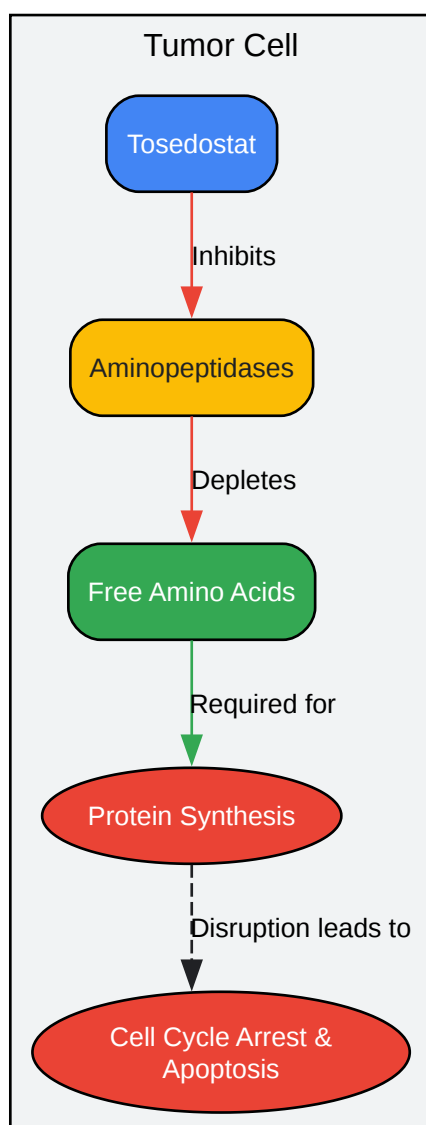 Tumor Cell
Tosedostat
Inhibits
Aminopeptidases
Depletes
Free Amino Acids
Required for
Protein Synthesis
Disruption leads to
Cell Cycle Arrest &
Apoptosis